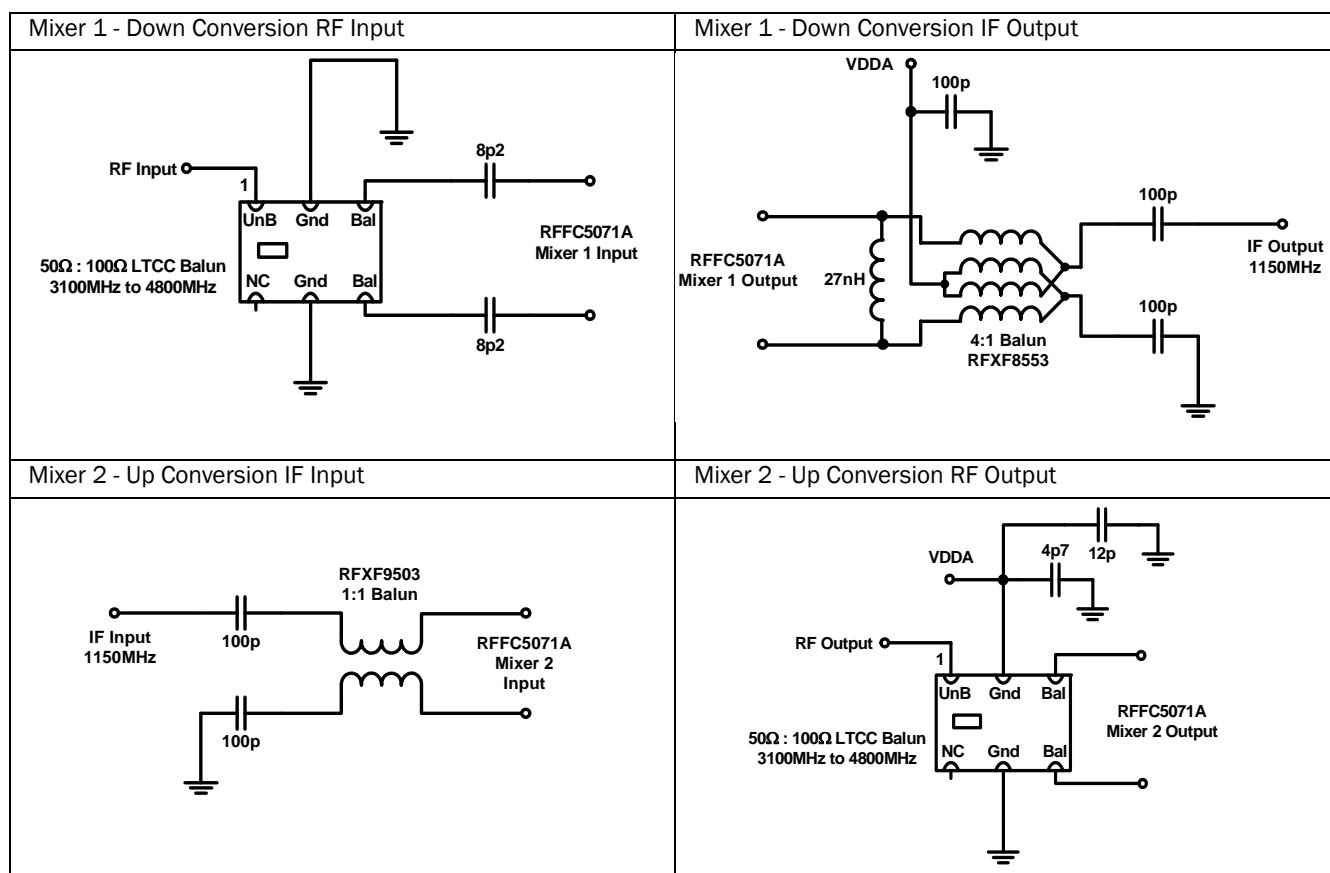 Mixer 1 - Down Conversion RF Input
RF Input
1
UnB Gnd Bal
NC Gnd Bal
50Ω : 100Ω LTCC Balun
3100MHz to 4800MHz
8p2
8p2
RFFC5071A
Mixer 1 Input
Mixer 1 - Down Conversion IF Output
VDDA
100p
RFFC5071A
Mixer 1 Output
27nH
4:1 Balun
RFXF8553
100p
IF Output
1150MHz
100p
Mixer 2 - Up Conversion IF Input
RFXF9503
1:1 Balun
IF Input
1150MHz
100p
100p
RFFC5071A
Mixer 2
Input
Mixer 2 - Up Conversion RF Output
VDDA
4p7
12p
RF Output
1
UnB Gnd Bal
NC Gnd Bal
50Ω : 100Ω LTCC Balun
3100MHz to 4800MHz
RFFC5071A
Mixer 2 Output